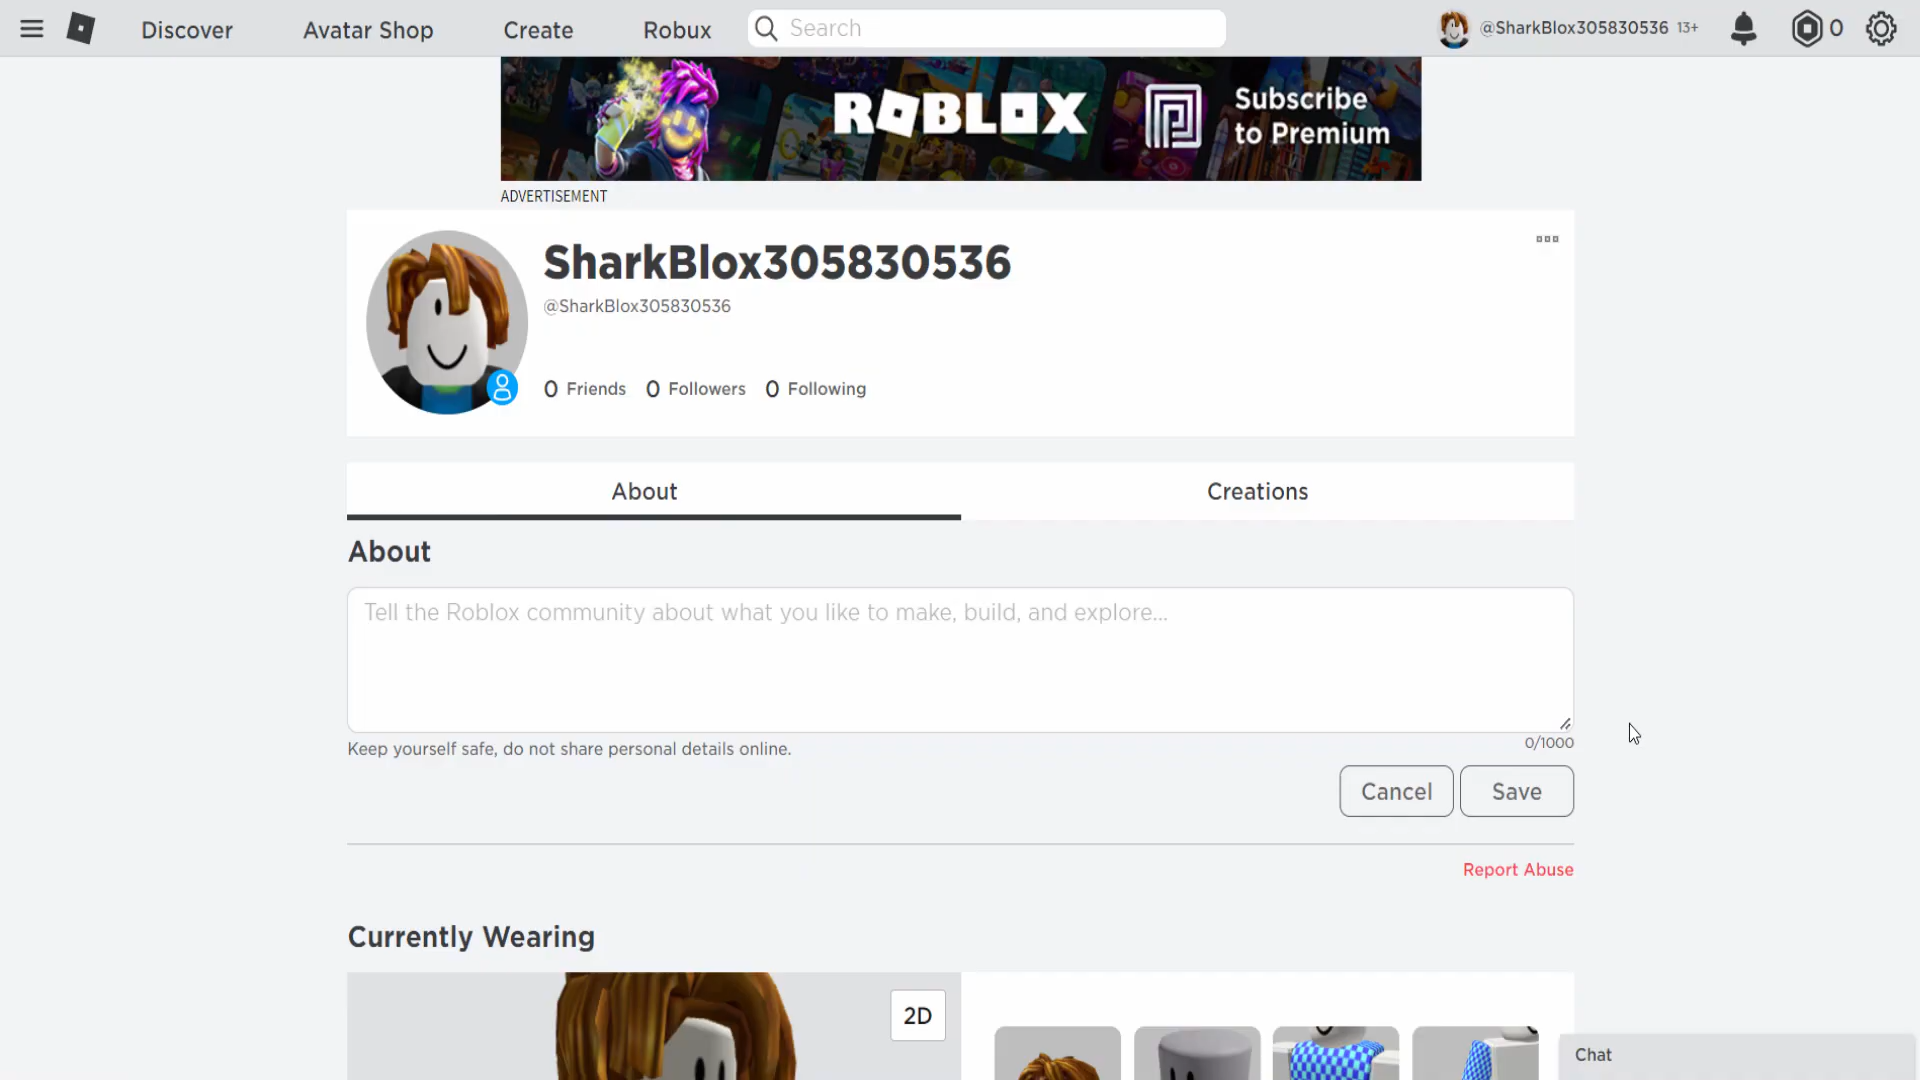 Discover Avatar Shop Create Robux Search @SharkBlox305830536 13+ 0
ROBLOX Subscribe
to Premium
ADVERTISEMENT
SharkBlox305830536
@SharkBlox305830536
0 Friends 0 Followers 0 Following
About Creations
About
Tell the Roblox community about what you like to make, build, and explore...
Keep yourself safe, do not share personal details online. 0/1000
Cancel Save
Report Abuse
Currently Wearing
2D
Chat